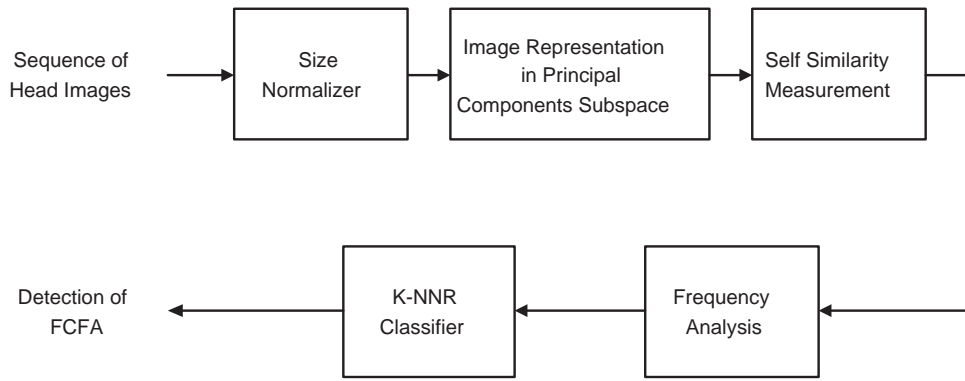 Sequence of
Head Images
Size
Normalizer
Image Representation
in Principal
Components Subspace
Self Similarity
Measurement
Detection of
FCFA
K-NNR
Classifier
Frequency
Analysis